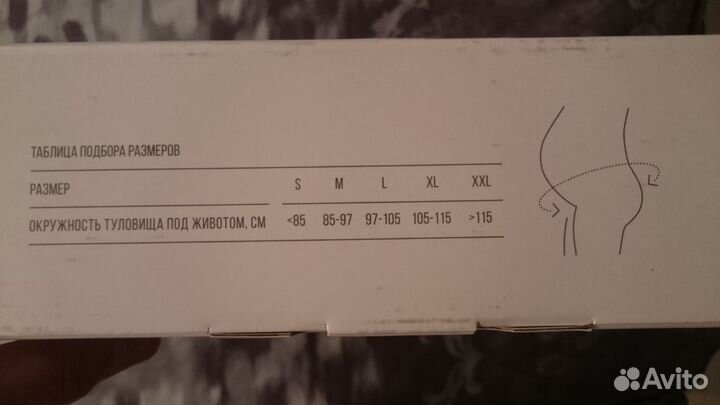 ТАБЛИЦА ПОДБОРА РАЗМЕРОВ
РАЗМЕР S M L XL XXL
ОКРУЖНОСТЬ ТУЛОВИЩА ПОД ЖИВОТОМ, СМ <85 85-97 97-105 105-115 >115
Avito